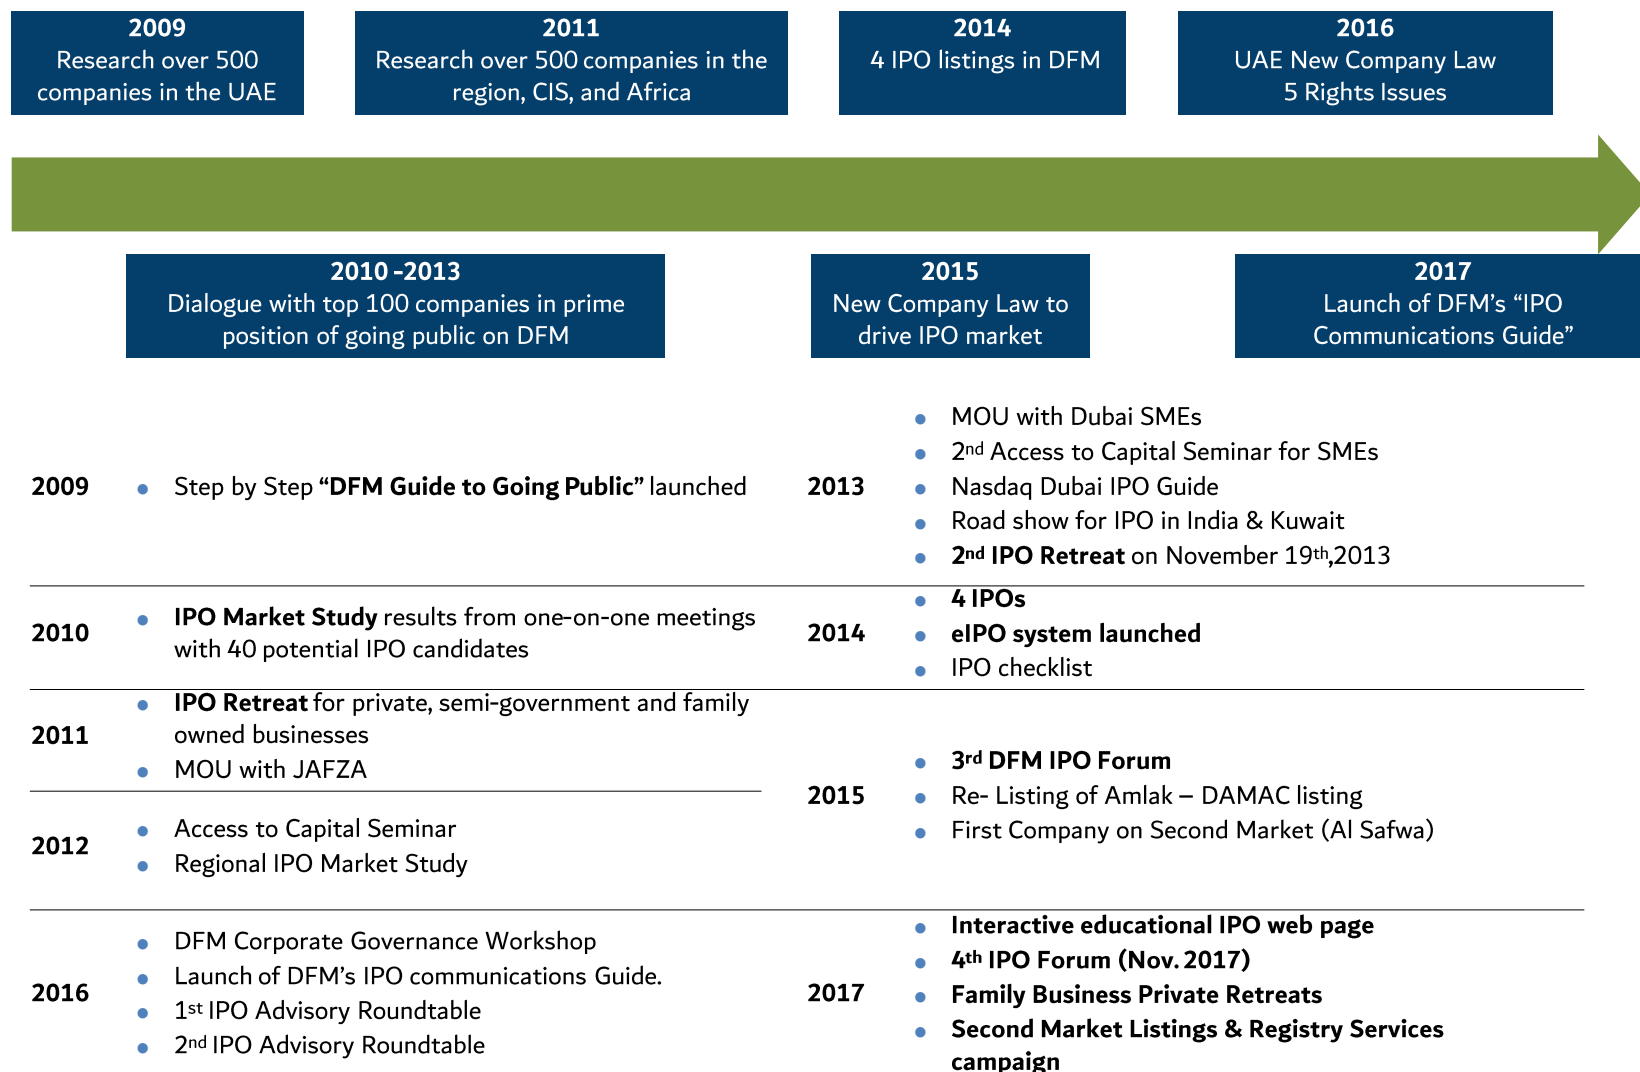 2009
Research over 500
companies in the UAE
2011
Research over 500 companies in the
region, CIS, and Africa
2014
4 IPO listings in DFM
2016
UAE New Company Law
5 Rights Issues
2010 -2013
Dialogue with top 100 companies in prime
position of going public on DFM
2015
New Company Law to
drive IPO market
2017
Launch of DFM’s “IPO
Communications Guide”
2009
• Step by Step “DFM Guide to Going Public” launched
2010
• IPO Market Study results from one-on-one meetings
with 40 potential IPO candidates
2011
• IPO Retreat for private, semi-government and family
owned businesses
• MOU with JAFZA
2012
• Access to Capital Seminar
• Regional IPO Market Study
2016
• DFM Corporate Governance Workshop
• Launch of DFM’s IPO communications Guide.
• 1st IPO Advisory Roundtable
• 2nd IPO Advisory Roundtable
2013
• MOU with Dubai SMEs
• 2nd Access to Capital Seminar for SMEs
• Nasdaq Dubai IPO Guide
• Road show for IPO in India & Kuwait
• 2nd IPO Retreat on November 19th,2013
2014
• 4 IPOs
• eIPO system launched
• IPO checklist
2015
• 3rd DFM IPO Forum
• Re- Listing of Amlak – DAMAC listing
• First Company on Second Market (Al Safwa)
2017
• Interactive educational IPO web page
• 4th IPO Forum (Nov. 2017)
• Family Business Private Retreats
• Second Market Listings & Registry Services
campaign